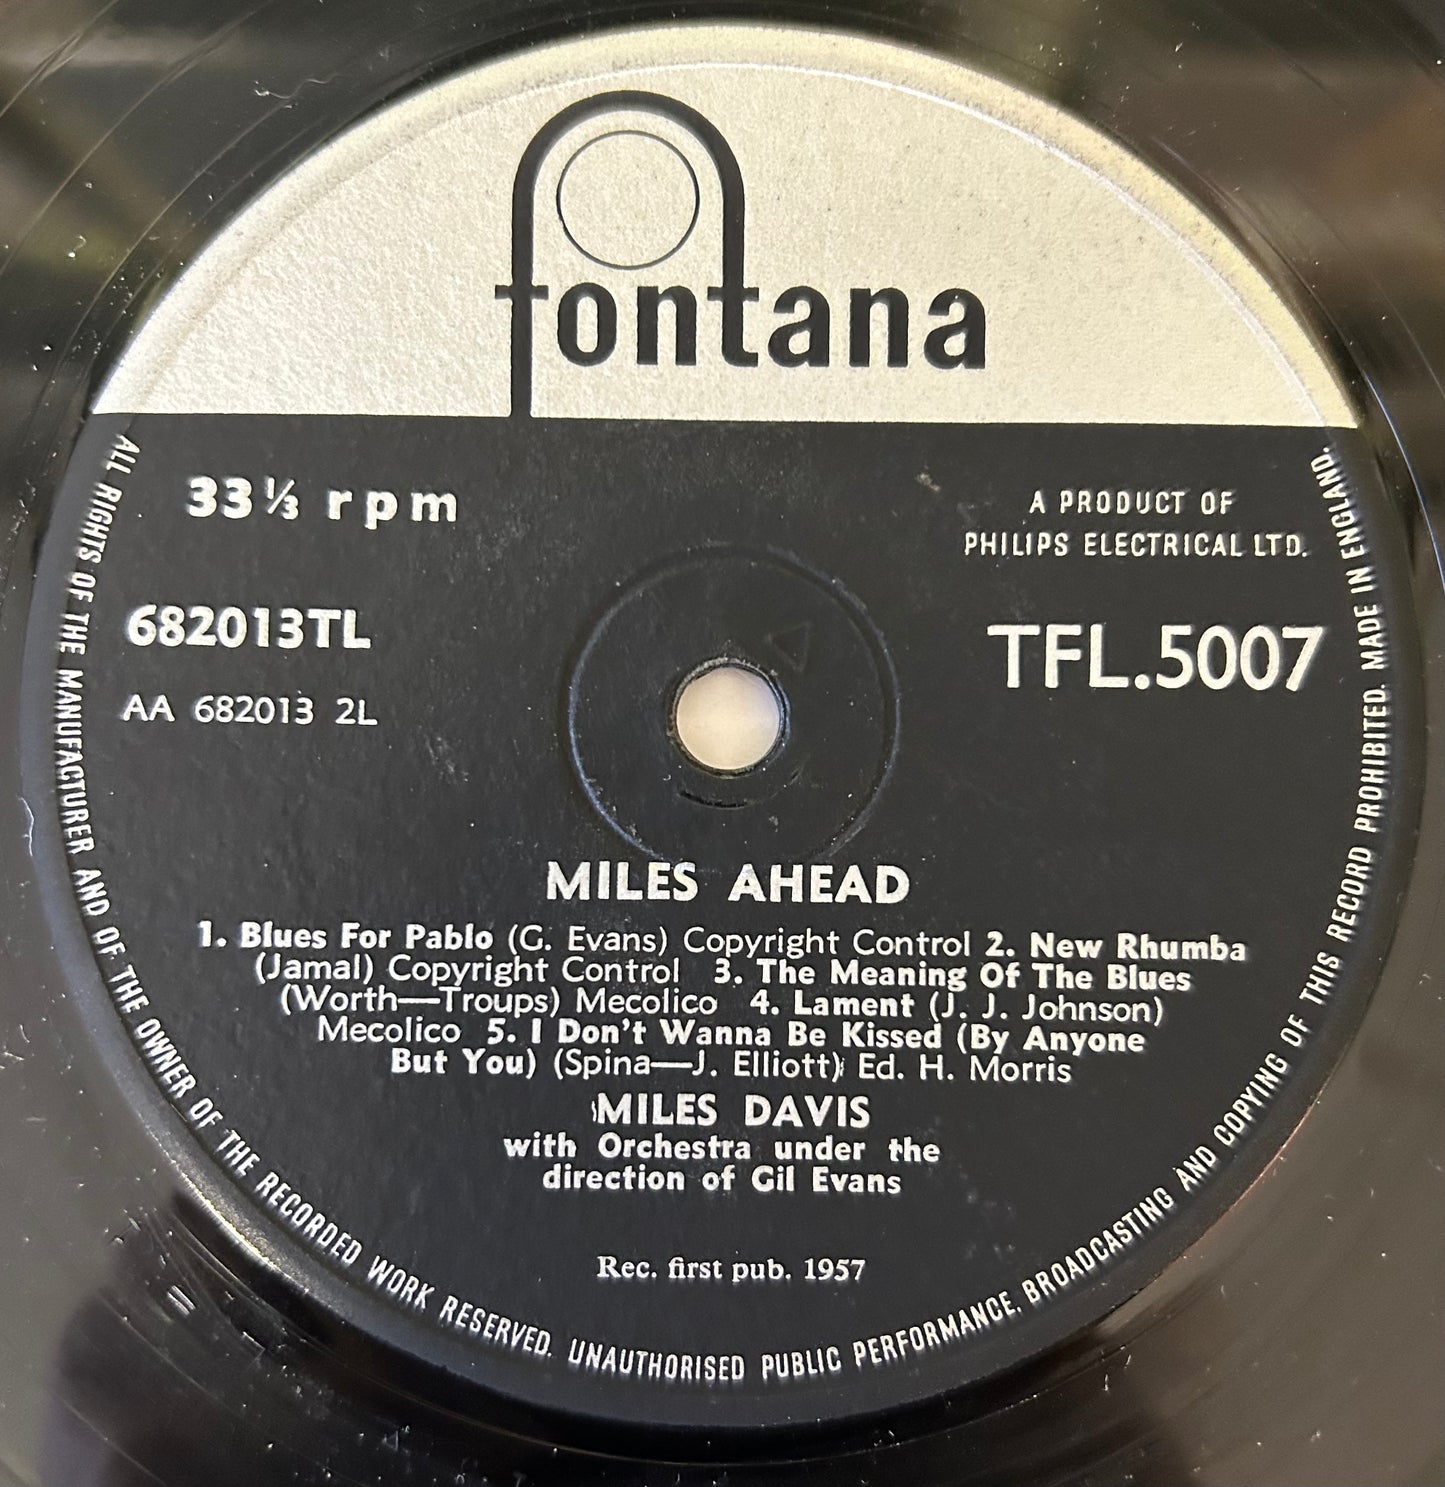 fontana
33⅓ rpm
A PRODUCT OF
PHILIPS ELECTRICAL LTD.
682013TL
TFL.5007
AA 682013 2L
MILES AHEAD
1. Blues For Pablo (G. Evans) Copyright Control 2. New Rhumba
(Jamal) Copyright Control 3. The Meaning Of The Blues
(Worth—Troups) Mecolico 4. Lament (J. J. Johnson)
Mecolico 5. I Don't Wanna Be Kissed (By Anyone
But You) (Spina—J. Elliott) Ed. H. Morris
MILES DAVIS
with Orchestra under the
direction of Gil Evans
Rec. first pub. 1957
ALL RIGHTS OF THE MANUFACTURER AND OF THE OWNER OF THE RECORDED WORK RESERVED. UNAUTHORISED PUBLIC PERFORMANCE, BROADCASTING AND COPYING OF THIS RECORD PROHIBITED. MADE IN ENGLAND.